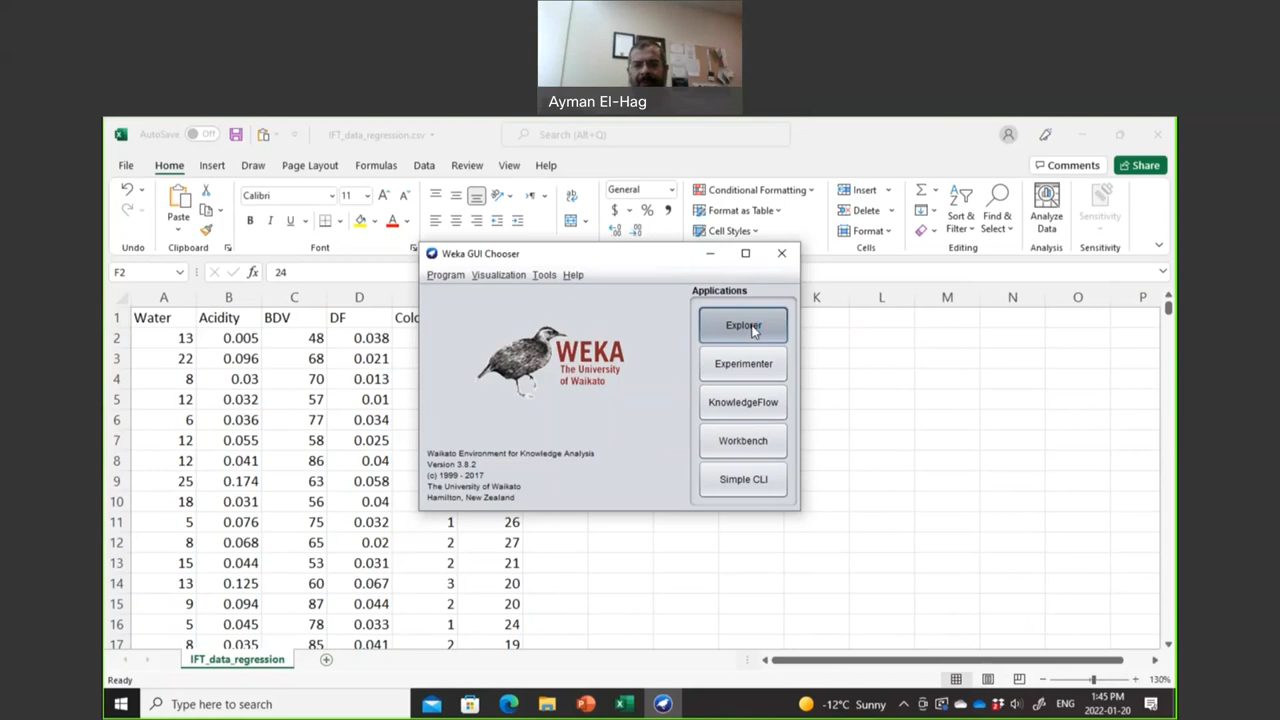 Ayman El-Hag
AutoSave Off IFT_data_regression.csv Search (Alt+Q)
File Home Insert Draw Page Layout Formulas Data Review View Help Comments Share
Calibri 11 General Conditional Formatting Insert
Paste Format as Table Delete Sort & Filter Find & Select Analyze Data Sensitivity
B I U Cell Styles Format
Undo Clipboard Font Cells Editing Analysis Sensitivity
F2 fx 24
Weka GUI Chooser
Program Visualization Tools Help
Applications
Explorer
Experimenter
KnowledgeFlow
Workbench
Simple CLI
WEKA
The University
of Waikato
Waikato Environment for Knowledge Analysis
Version 3.8.2
(c) 1999 - 2017
The University of Waikato
Hamilton, New Zealand
A B C D K L M N O P
1 Water Acidity BDV DF
2 13 0.005 48 0.038
3 22 0.096 68 0.021
4 8 0.03 70 0.013
5 12 0.032 57 0.01
6 6 0.036 77 0.034
7 12 0.055 58 0.025
8 12 0.041 86 0.04
9 25 0.174 63 0.058
10 18 0.031 56 0.04
11 5 0.076 75 0.032 1 26
12 8 0.068 65 0.02 2 27
13 15 0.044 53 0.031 1 21
14 13 0.125 60 0.067 3 20
15 9 0.094 87 0.044 2 20
16 5 0.045 78 0.033 1 24
17 8 0.035 85 0.041 2 19
IFT_data_regression
Ready 130%
Type here to search -12°C Sunny ENG 1:45 PM
2022-01-20